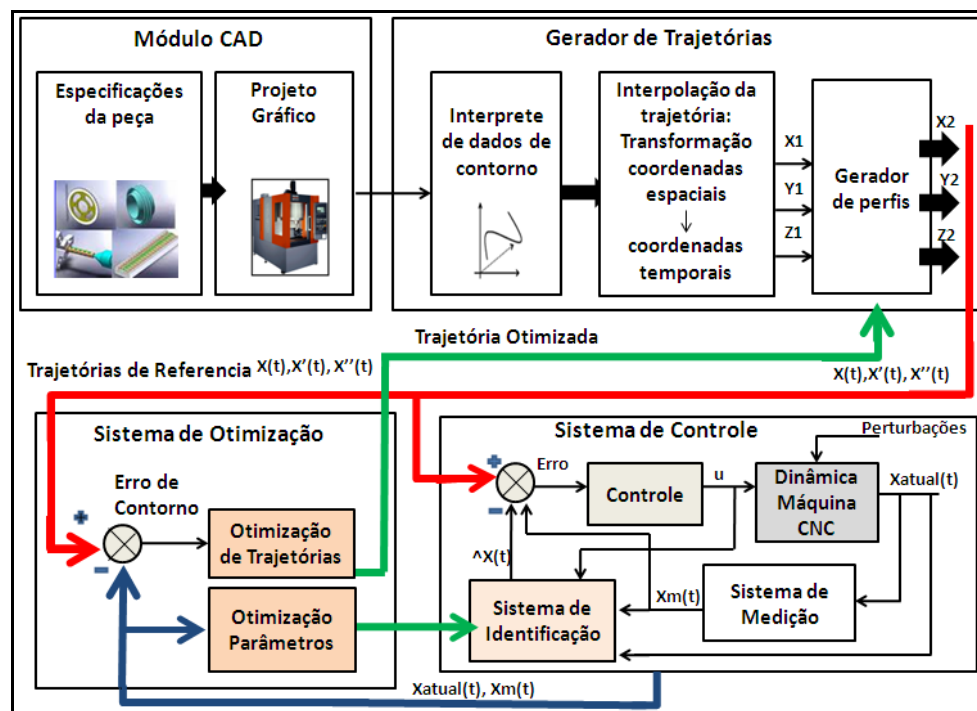 Módulo CAD
Especificações
da peça
Projeto
Gráfico
Gerador de Trajetórias
Interprete
de dados de
contorno
Interpolação da
trajetória:
Transformação
coordenadas
espaciais
coordenadas
temporais
X1
Y1
Z1
Gerador
de perfis
X2
Y2
Z2
Trajetória Otimizada
Trajetórias de Referencia X(t),X'(t), X''(t)
X(t),X'(t), X''(t)
Sistema de Otimização
Erro de
Contorno
+
−
Otimização
de Trajetórias
Otimização
Parâmetros
Sistema de Controle
Perturbações
+
−
Erro
Controle
u
Dinâmica
Máquina
CNC
Xatual(t)
^X(t)
Sistema de
Identificação
Xm(t)
Sistema de
Medição
Xatual(t), Xm(t)